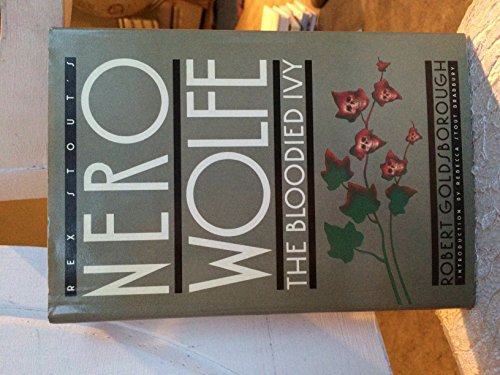 REX STOUT'S
NERO
WOLFE
THE BLOODIED IVY
ROBERT GOLDSBOROUGH
INTRODUCTION BY REBECCA STOUT BRADBURY